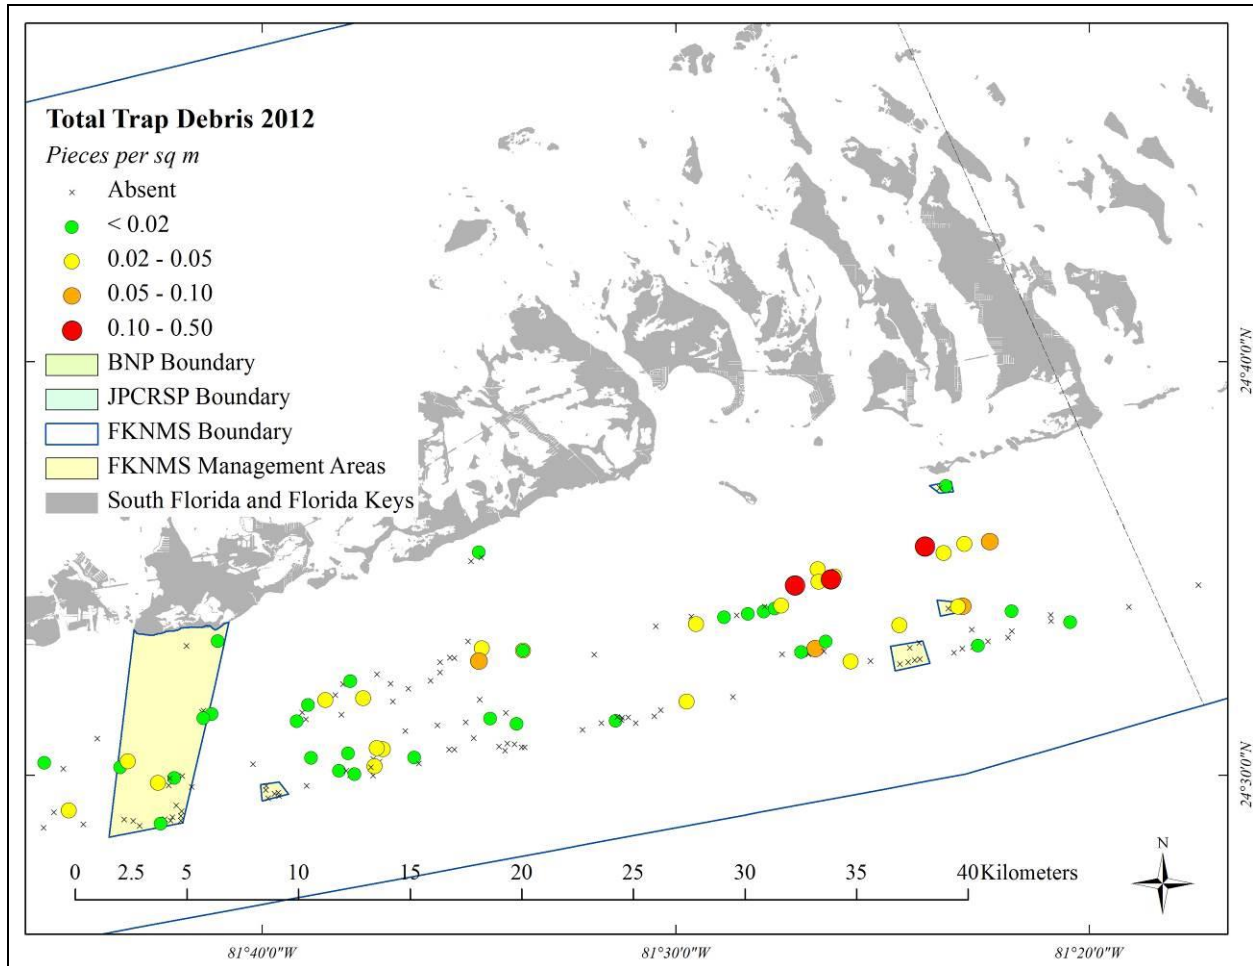 Total Trap Debris 2012
Pieces per sq m
Absent
< 0.02
0.02 - 0.05
0.05 - 0.10
0.10 - 0.50
BNP Boundary
JPCRSP Boundary
FKNMS Boundary
FKNMS Management Areas
South Florida and Florida Keys
24°40'0"N
24°30'0"N
0 2.5 5 10 15 20 25 30 35 40 Kilometers
N
81°40'0"W 81°30'0"W 81°20'0"W